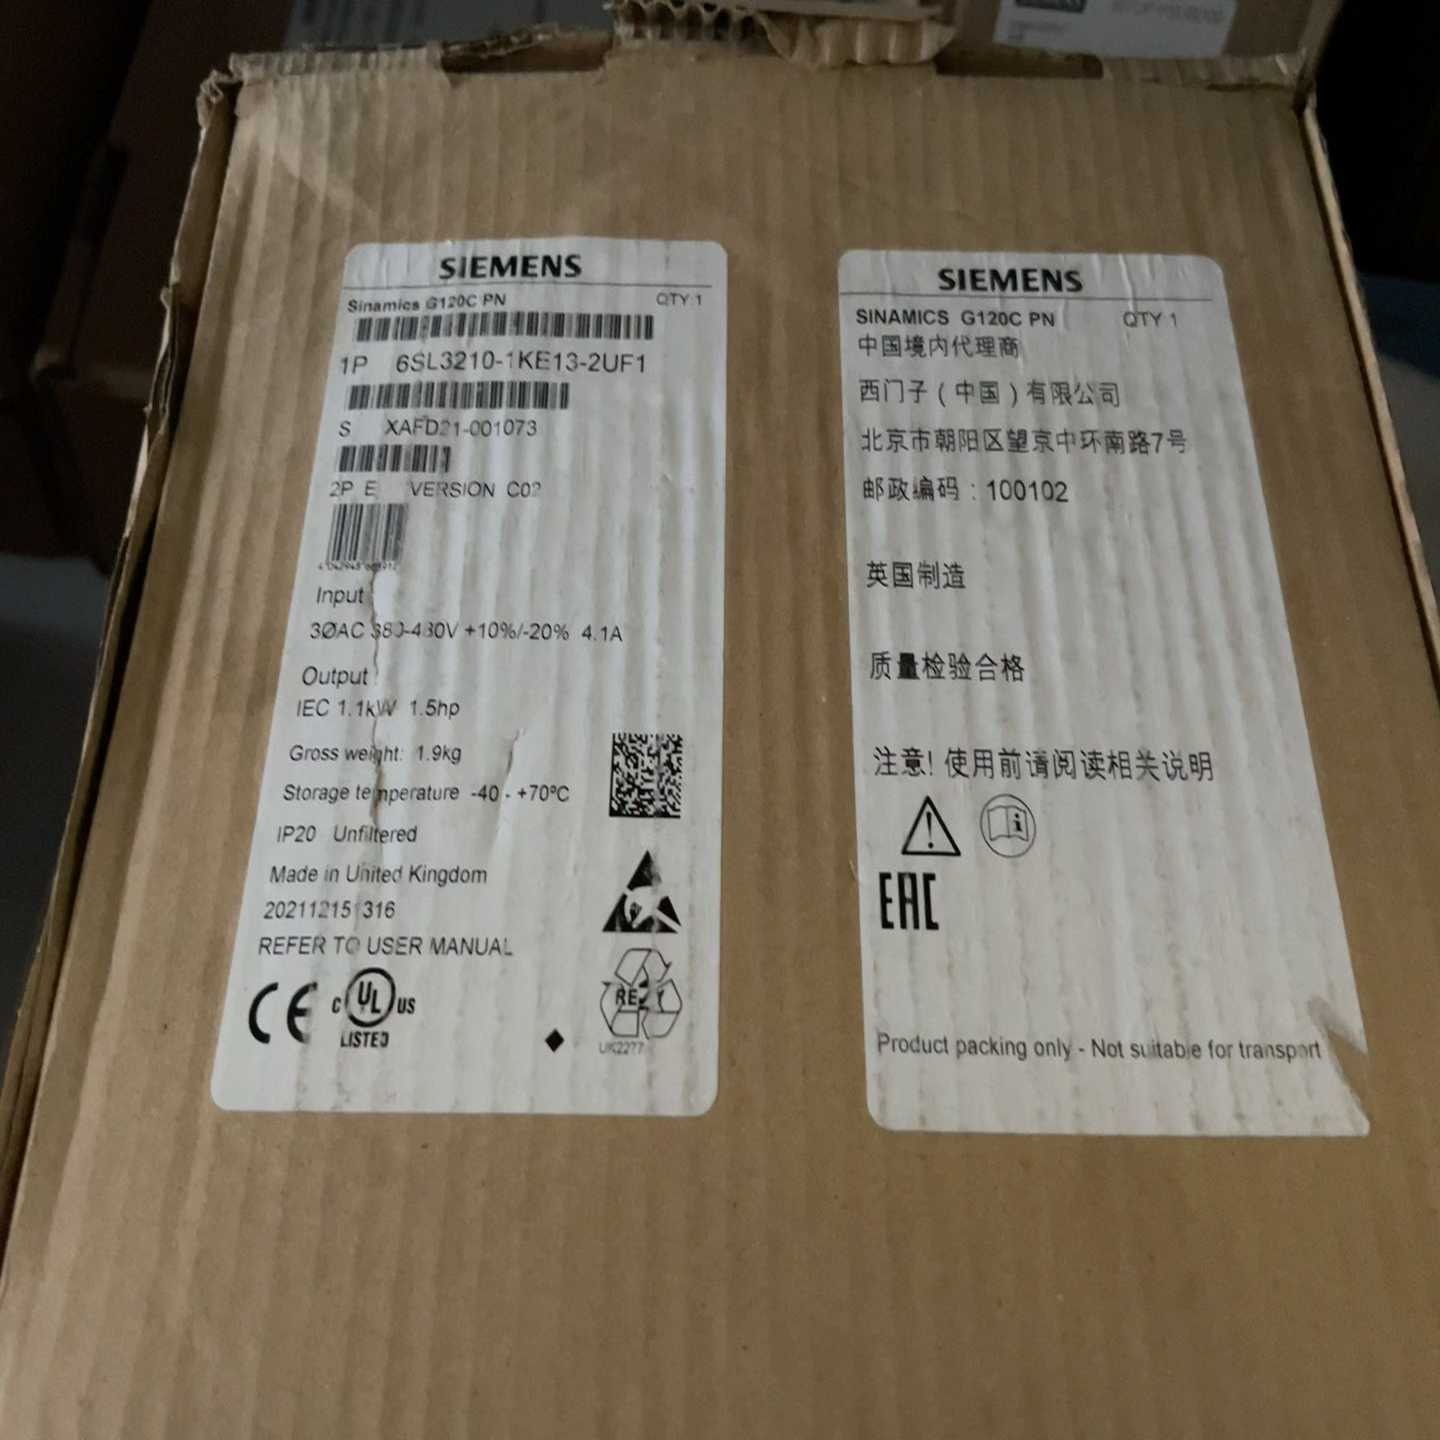 SIEMENS
Sinamics G120C PN QTY 1
1P 6SL3210-1KE13-2UF1
S XAFD21-001073
2P E VERSION C02
Input
3ØAC 380-480V +10%/-20% 4.1A
Output
IEC 1.1kW 1.5hp
Gross weight: 1.9kg
Storage temperature -40 - +70ºC
IP20 Unfiltered
Made in United Kingdom
202112151316
REFER TO USER MANUAL
CE C UL US
LISTED
RE Y
UK2277
SIEMENS
SINAMICS G120C PN QTY 1
中国境内代理商
西门子（中国）有限公司
北京市朝阳区望京中环南路7号
邮政编码：100102
英国制造
质量检验合格
注意! 使用前请阅读相关说明
EAC
Product packing only - Not suitable for transport